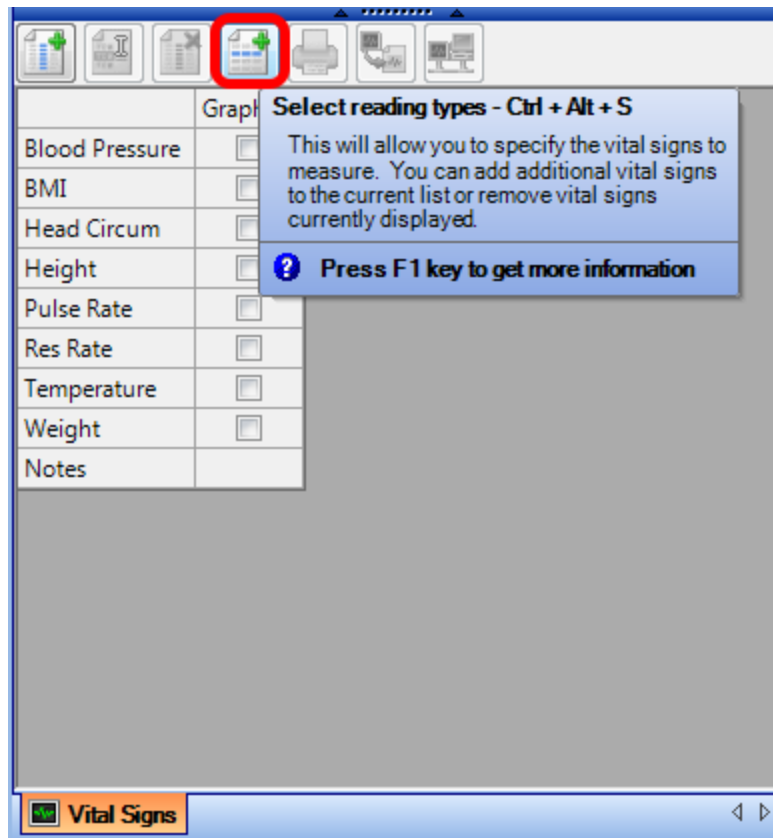 Graph
Select reading types - Ctrl + Alt + S
This will allow you to specify the vital signs to
measure. You can add additional vital signs
to the current list or remove vital signs
currently displayed.
Press F1 key to get more information
Blood Pressure
BMI
Head Circum
Height
Pulse Rate
Res Rate
Temperature
Weight
Notes
Vital Signs